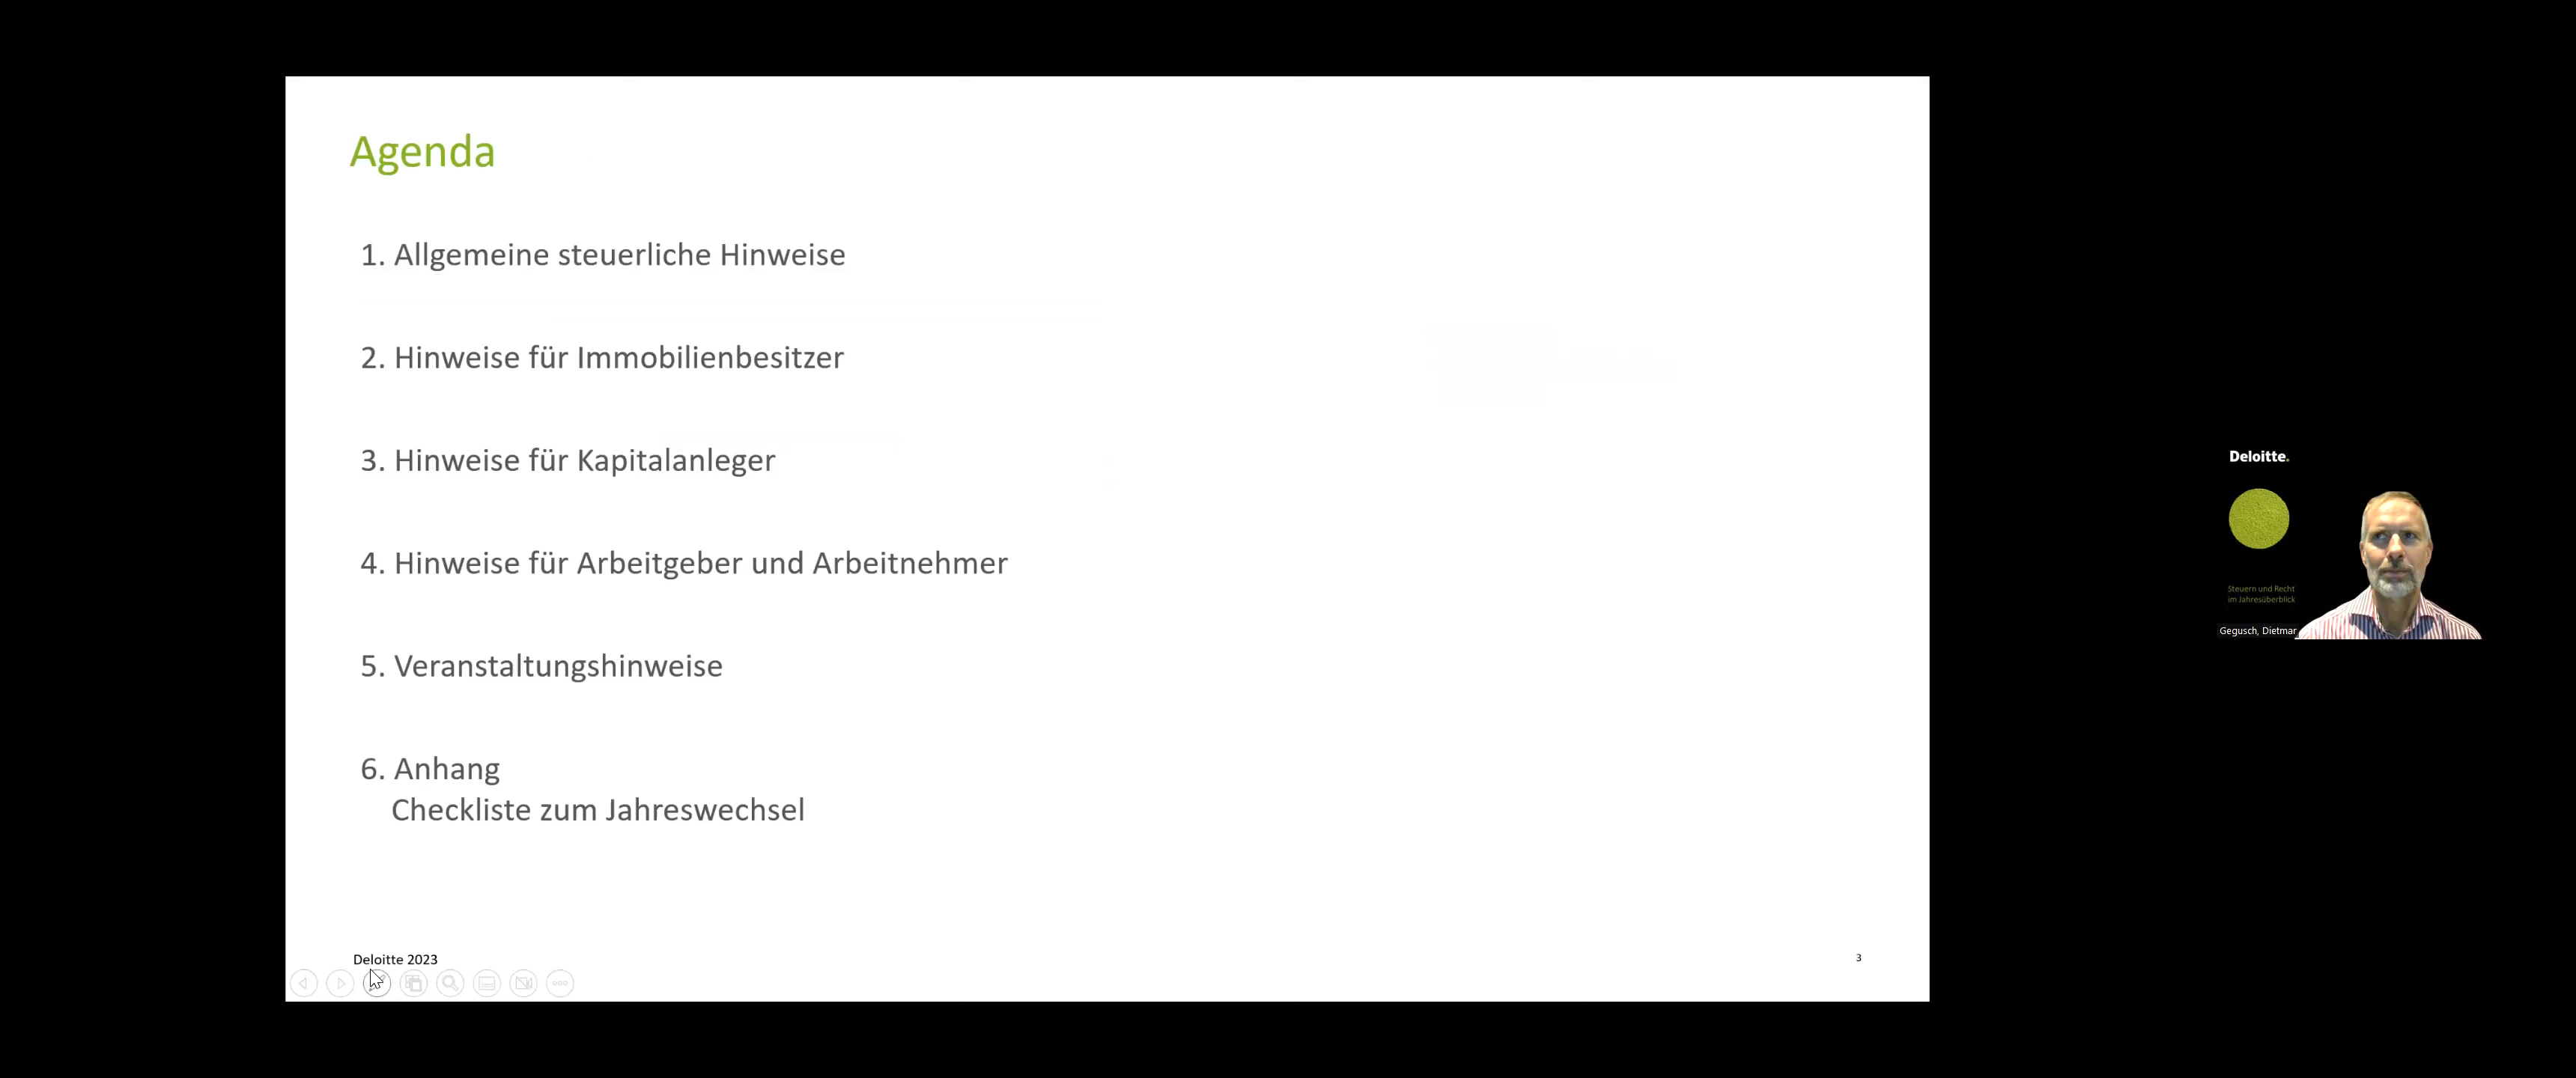 Agenda
1. Allgemeine steuerliche Hinweise
2. Hinweise für Immobilienbesitzer
3. Hinweise für Kapitalanleger
4. Hinweise für Arbeitgeber und Arbeitnehmer
5. Veranstaltungshinweise
6. Anhang
Checkliste zum Jahreswechsel
Deloitte 2023
3
Deloitte.
Steuern und Recht
im Jahresüberblick
Gegusch, Dietmar